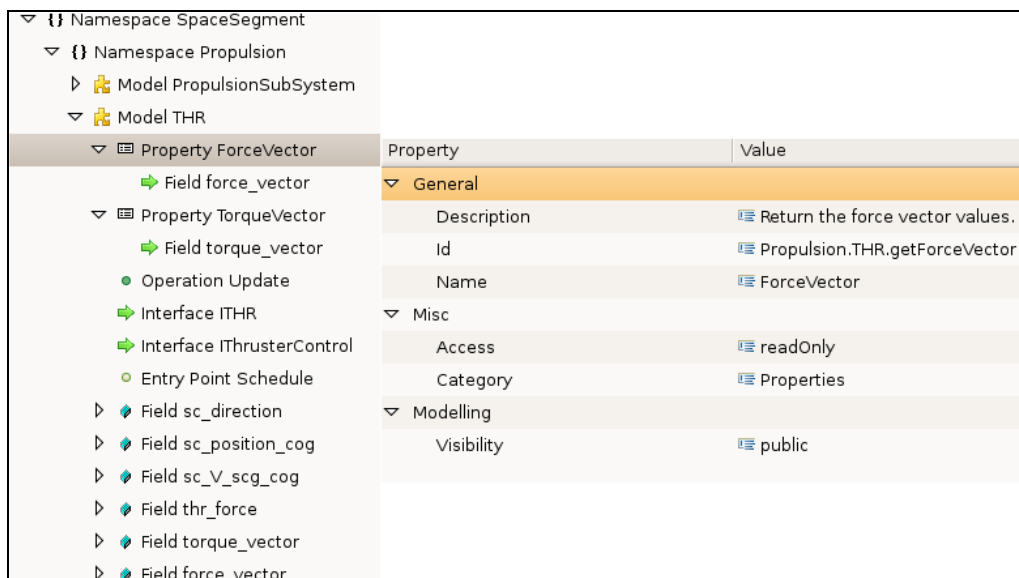 {} Namespace SpaceSegment
{} Namespace Propulsion
Model PropulsionSubSystem
Model THR
Property ForceVector
Field force_vector
Property TorqueVector
Field torque_vector
Operation Update
Interface ITHR
Interface IThrusterControl
Entry Point Schedule
Field sc_direction
Field sc_position_cog
Field sc_V_scg_cog
Field thr_force
Field torque_vector
Field force_vector
Property Value
General
Description Return the force vector values.
Id Propulsion.THR.getForceVector
Name ForceVector
Misc
Access readOnly
Category Properties
Modelling
Visibility public